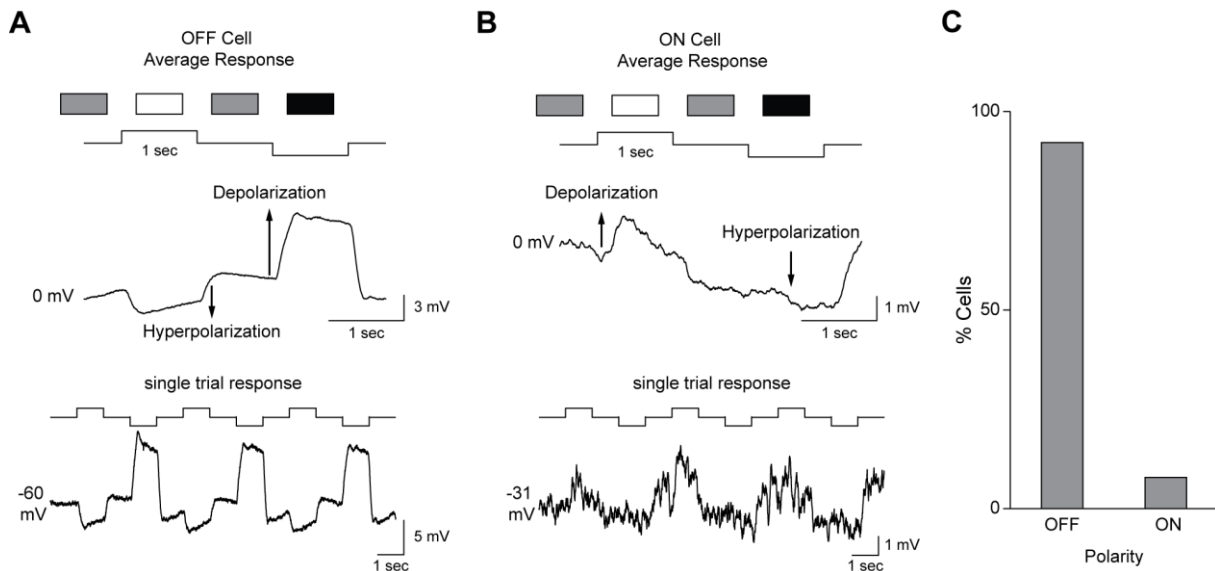 A
OFF Cell
Average Response
1 sec
Depolarization
0 mV
Hyperpolarization
3 mV
1 sec
single trial response
-60
mV
5 mV
1 sec
B
ON Cell
Average Response
1 sec
Depolarization
0 mV
Hyperpolarization
1 mV
1 sec
single trial response
-31
mV
1 mV
1 sec
C
100
50
0
% Cells
OFF
ON
Polarity